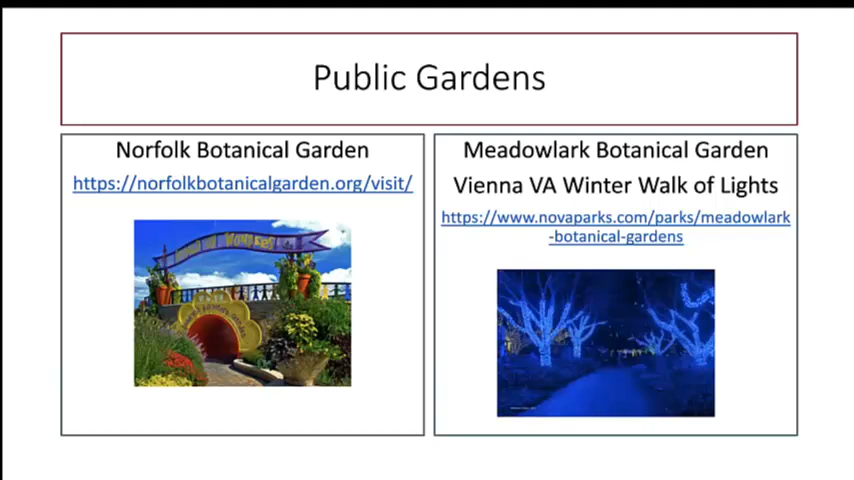 Public Gardens
Norfolk Botanical Garden
https://norfolkbotanicalgarden.org/visit/
Meadowlark Botanical Garden
Vienna VA Winter Walk of Lights
https://www.novaparks.com/parks/meadowlark
-botanical-gardens